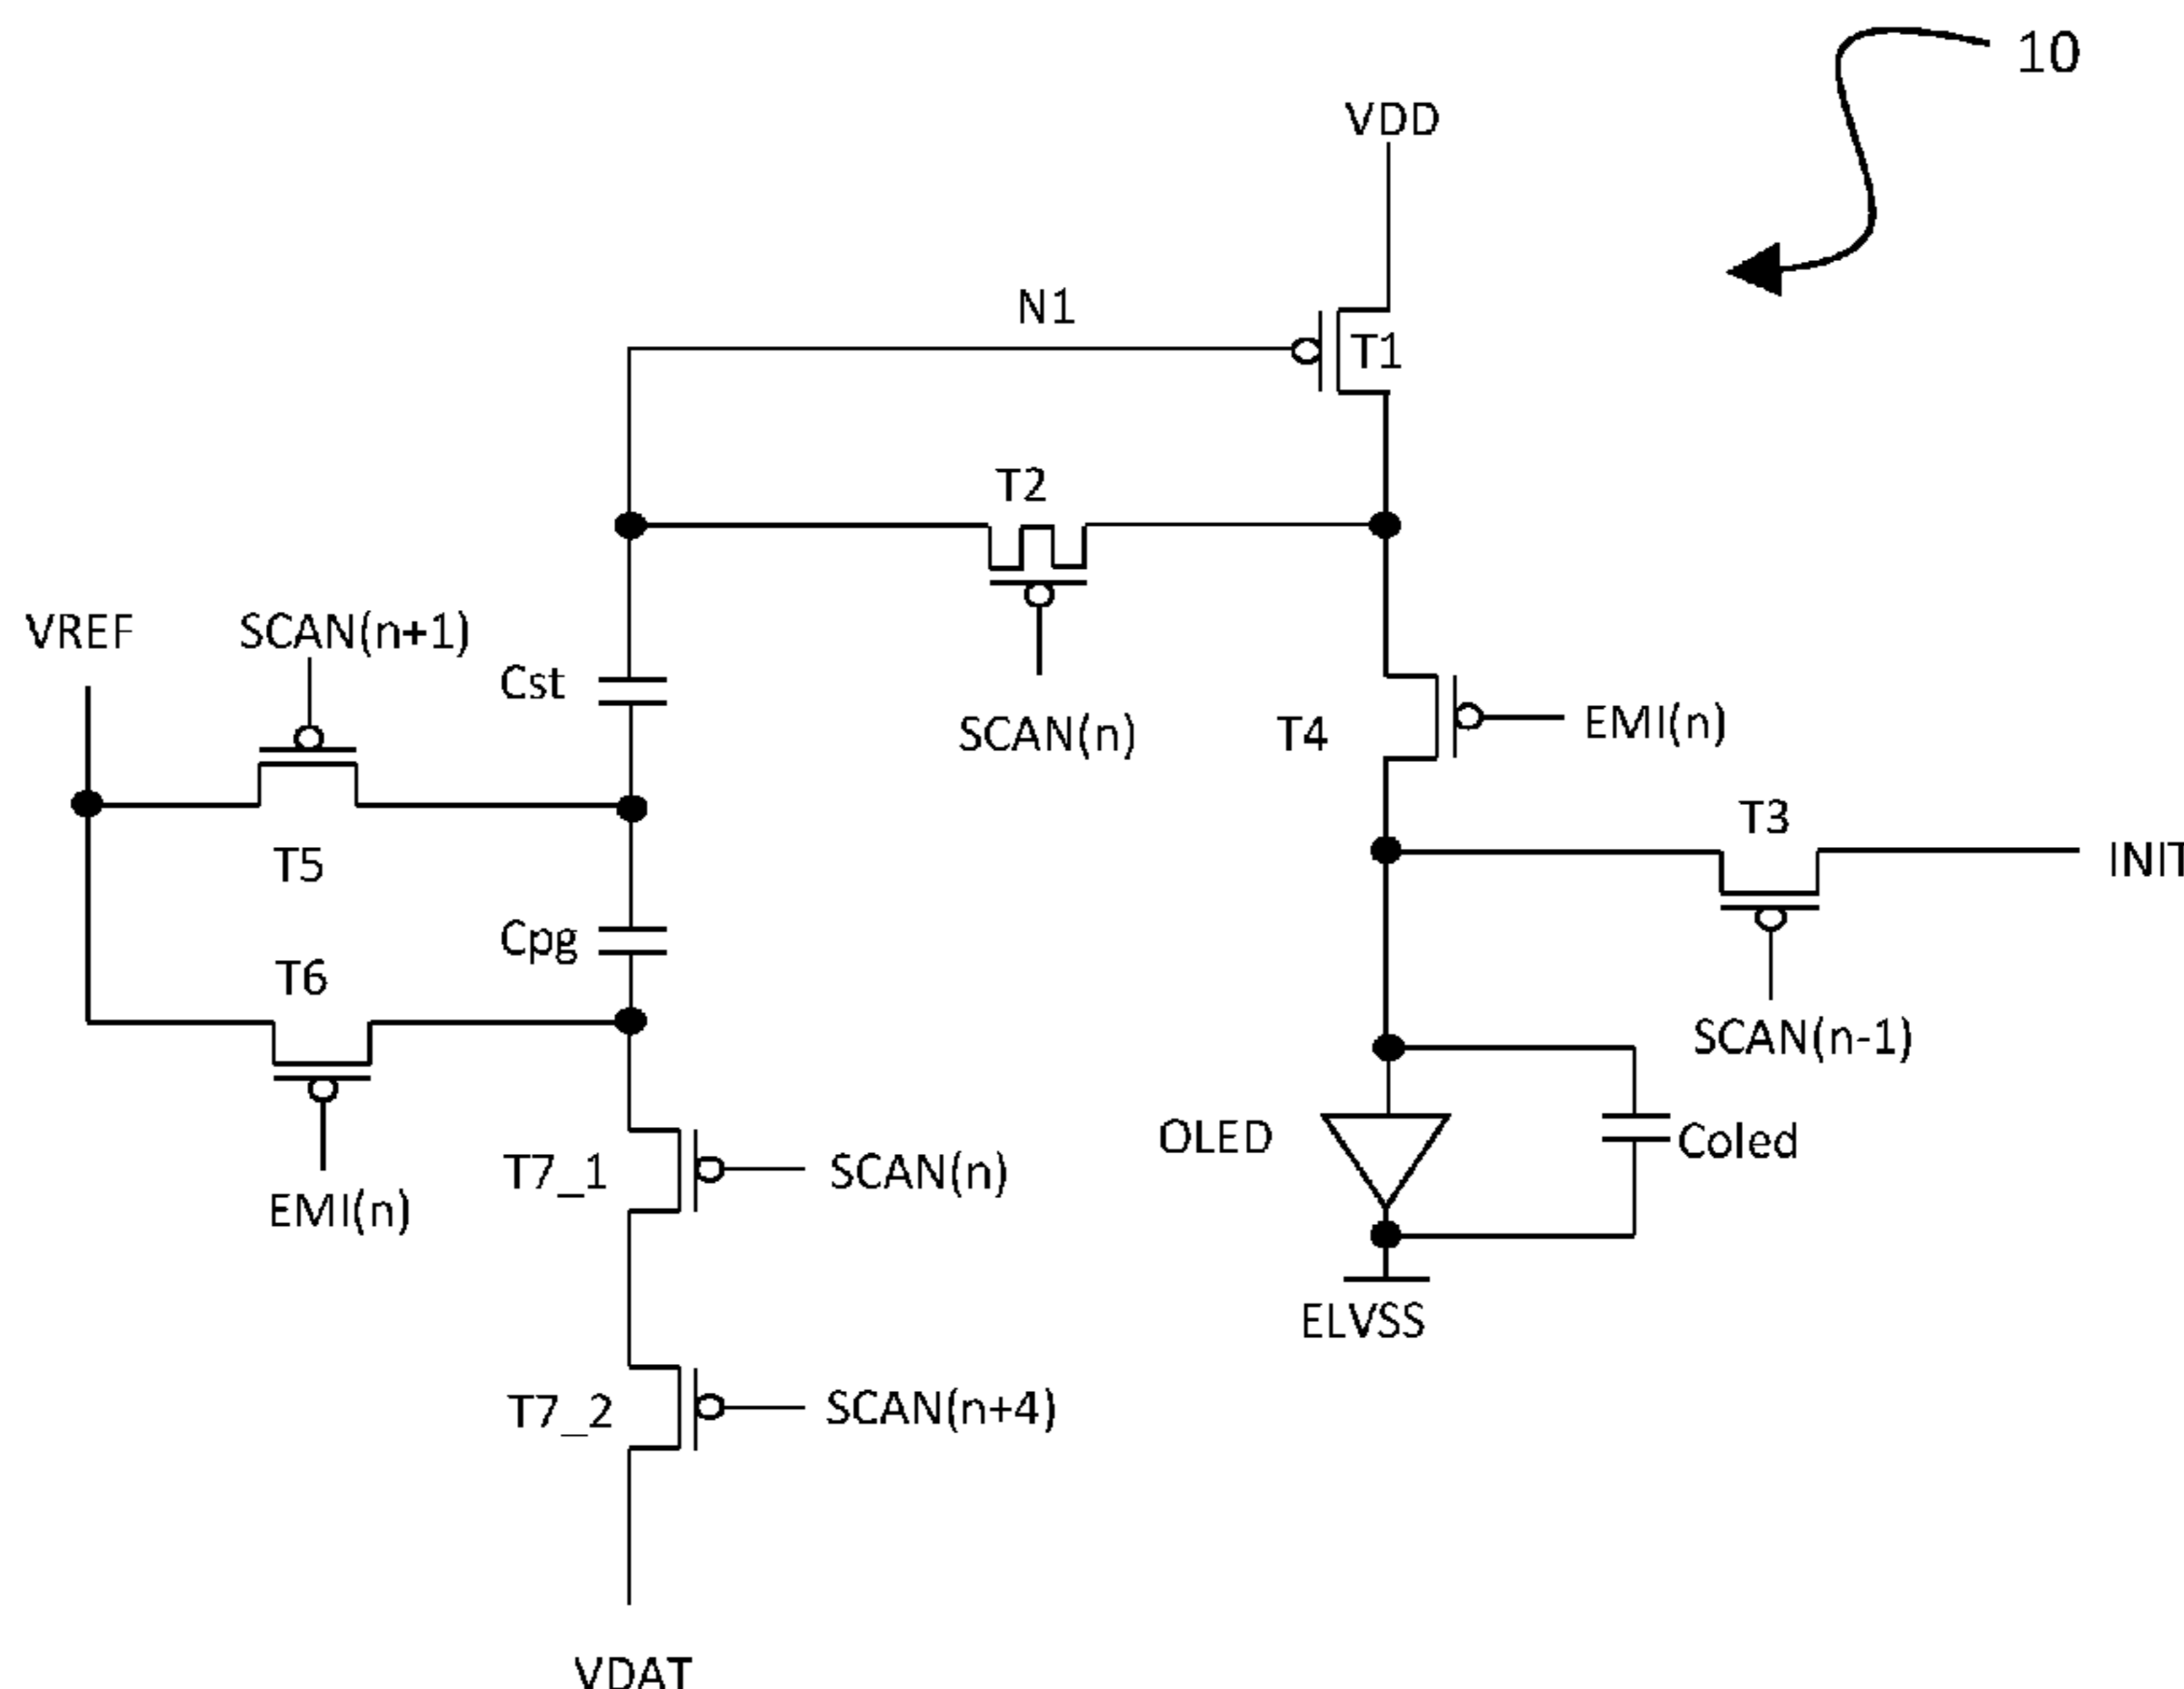 10
VDD
N1
T1
T2
VREF
SCAN(n+1)
Cst
SCAN(n)
T4
EMI(n)
T5
T3
INIT
Cpg
T6
SCAN(n-1)
OLED
Coled
T7_1
SCAN(n)
EMI(n)
ELVSS
T7_2
SCAN(n+4)
VDAT